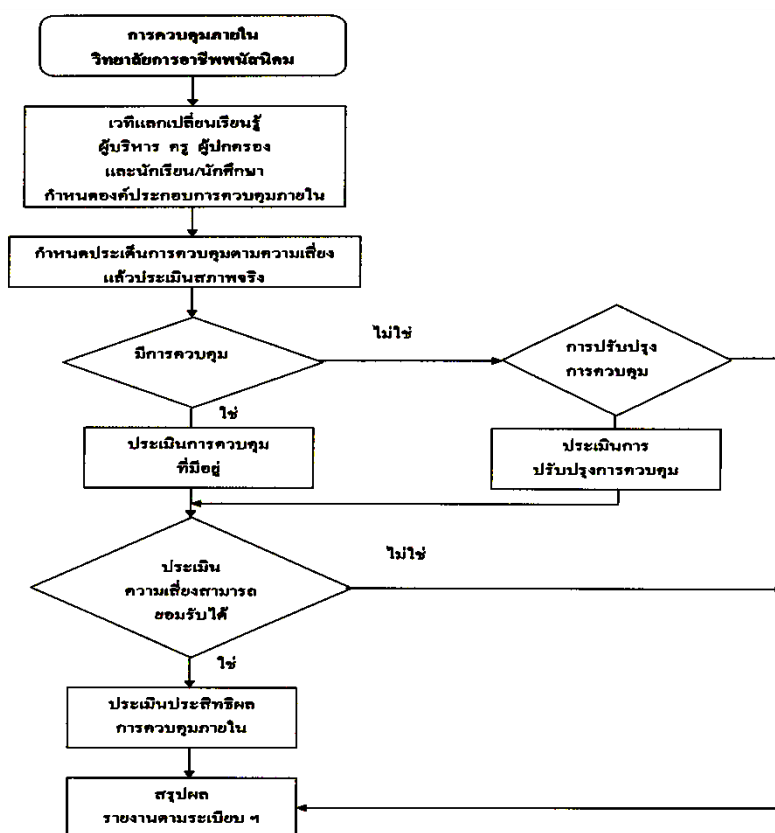 การควบคุมภายใน
วิทยาลัยการอาชีพพนัสนิคม
เวทีแลกเปลี่ยนเรียนรู้
ผู้บริหาร ครู ผู้ปกครอง
และนักเรียน/นักศึกษา
กำหนดองค์ประกอบการควบคุมภายใน
กำหนดประเด็นการควบคุมตามความเสี่ยง
แล้วประเมินสภาพจริง
มีการควบคุม
ไม่ใช่
การปรับปรุง
การควบคุม
ใช่
ประเมินการควบคุม
ที่มีอยู่
ประเมินการ
ปรับปรุงการควบคุม
ประเมิน
ความเสี่ยงสามารถ
ยอมรับได้
ไม่ใช่
ใช่
ประเมินประสิทธิผล
การควบคุมภายใน
สรุปผล
รายงานตามระเบียบ ฯ